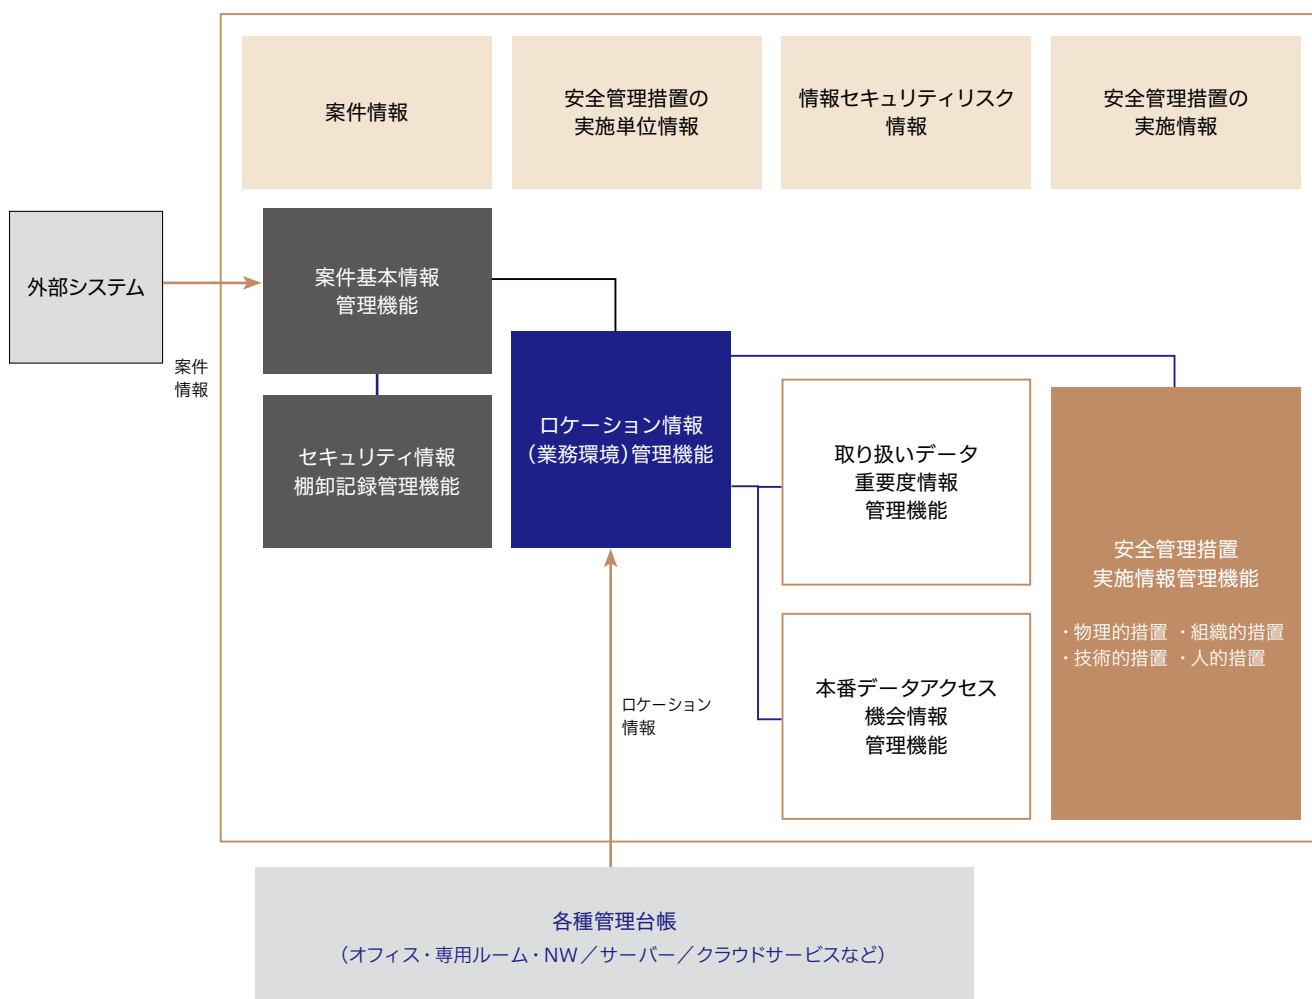 案件情報
安全管理措置の
実施単位情報
情報セキュリティリスク
情報
安全管理措置の
実施情報
外部システム
案件
情報
案件基本情報
管理機能
セキュリティ情報
棚卸記録管理機能
ロケーション情報
（業務環境）管理機能
取り扱いデータ
重要度情報
管理機能
本番データアクセス
機会情報
管理機能
安全管理措置
実施情報管理機能
・物理的措置 ・組織的措置
・技術的措置 ・人的措置
ロケーション
情報
各種管理台帳
（オフィス・専用ルーム・NW／サーバー／クラウドサービスなど）